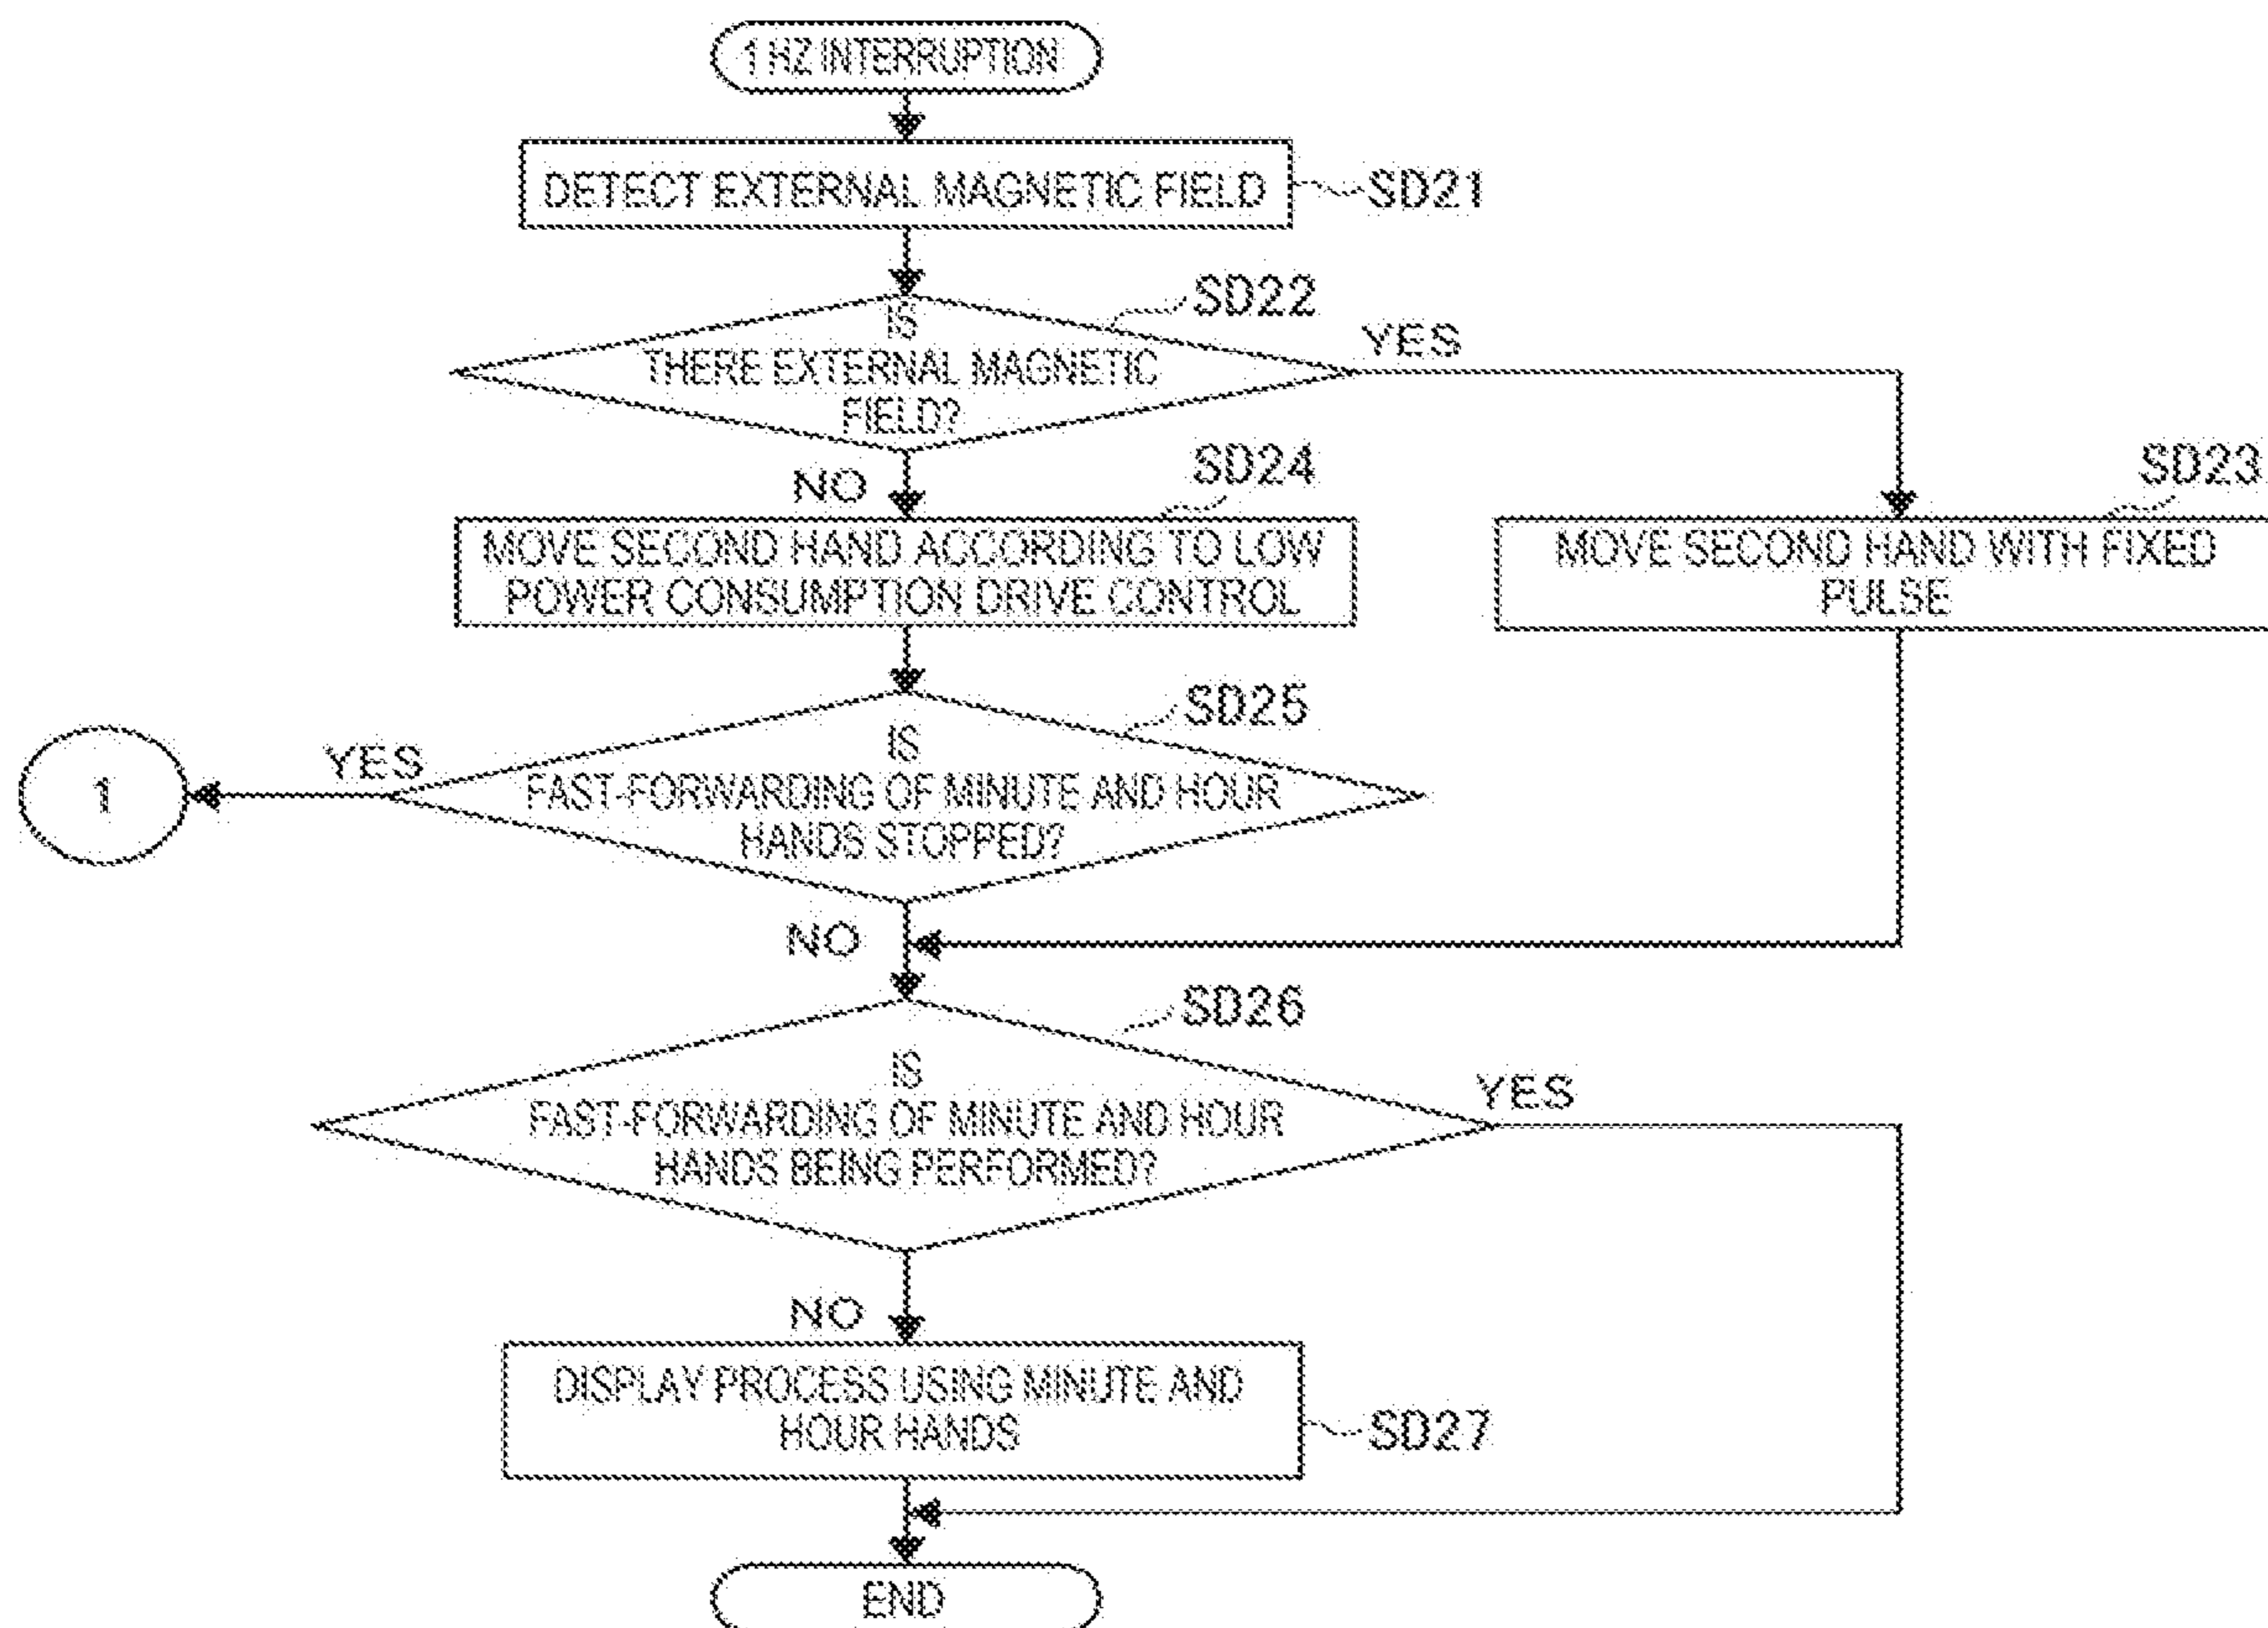 1 HZ INTERRUPTION
DETECT EXTERNAL MAGNETIC FIELD
SD21
SD22
IS
THERE EXTERNAL MAGNETIC
FIELD?
YES
NO
SD24
MOVE SECOND HAND ACCORDING TO LOW
POWER CONSUMPTION DRIVE CONTROL
SD23
MOVE SECOND HAND WITH FIXED
PULSE
SD25
IS
FAST-FORWARDING OF MINUTE AND HOUR
HANDS STOPPED?
YES
1
NO
SD26
IS
FAST-FORWARDING OF MINUTE AND HOUR
HANDS BEING PERFORMED?
YES
NO
DISPLAY PROCESS USING MINUTE AND
HOUR HANDS
SD27
END